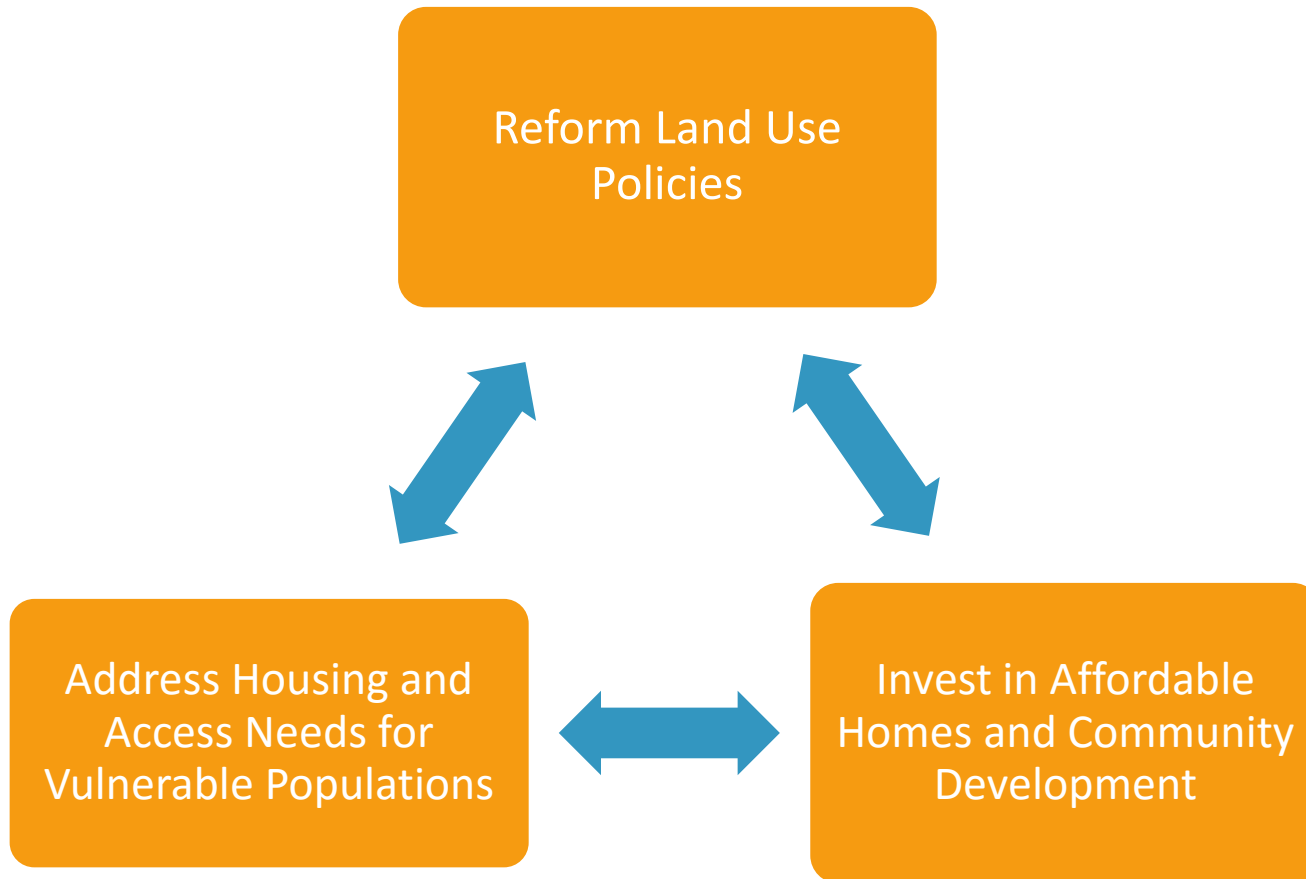 Reform Land Use
Policies
Address Housing and
Access Needs for
Vulnerable Populations
Invest in Affordable
Homes and Community
Development